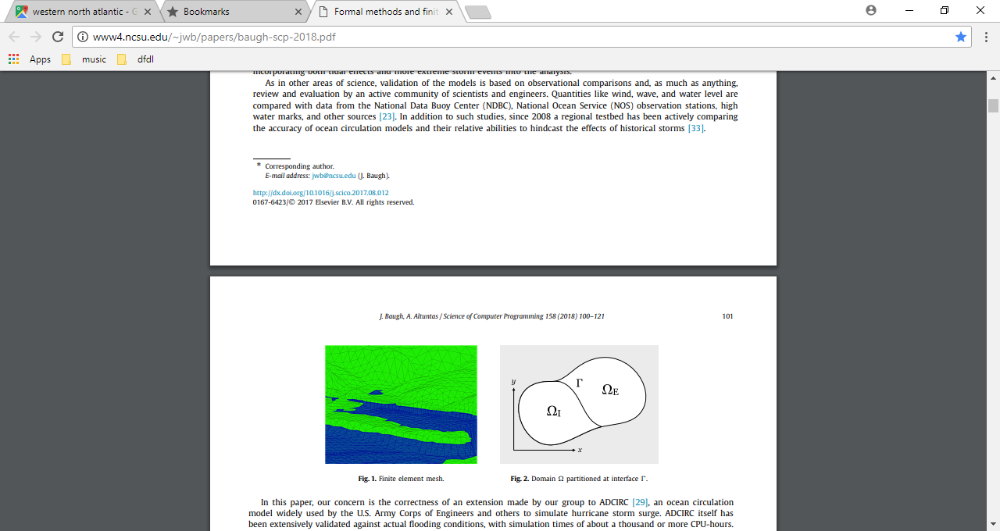 western north atlantic - G
Bookmarks
Formal methods and finit
www4.ncsu.edu/~jwb/papers/baugh-scp-2018.pdf
Apps
music
dfdl
incorporating both tidal effects and more extreme storm events into the analysis.
As in other areas of science, validation of the models is based on observational comparisons and, as much as anything,
review and evaluation by an active community of scientists and engineers. Quantities like wind, wave, and water level are
compared with data from the National Data Buoy Center (NDBC), National Ocean Service (NOS) observation stations, high
water marks, and other sources [23]. In addition to such studies, since 2008 a regional testbed has been actively comparing
the accuracy of ocean circulation models and their relative abilities to hindcast the effects of historical storms [33].
* Corresponding author.
E-mail address: jwb@ncsu.edu (J. Baugh).
http://dx.doi.org/10.1016/j.scico.2017.08.012
0167-6423/© 2017 Elsevier B.V. All rights reserved.
J. Baugh, A. Altuntas / Science of Computer Programming 158 (2018) 100–121
101
y
Γ
Ω_E
Ω_I
x
Fig. 1. Finite element mesh.
Fig. 2. Domain Ω partitioned at interface Γ.
In this paper, our concern is the correctness of an extension made by our group to ADCIRC [29], an ocean circulation
model widely used by the U.S. Army Corps of Engineers and others to simulate hurricane storm surge. ADCIRC itself has
been extensively validated against actual flooding conditions, with simulation times of about a thousand or more CPU-hours.